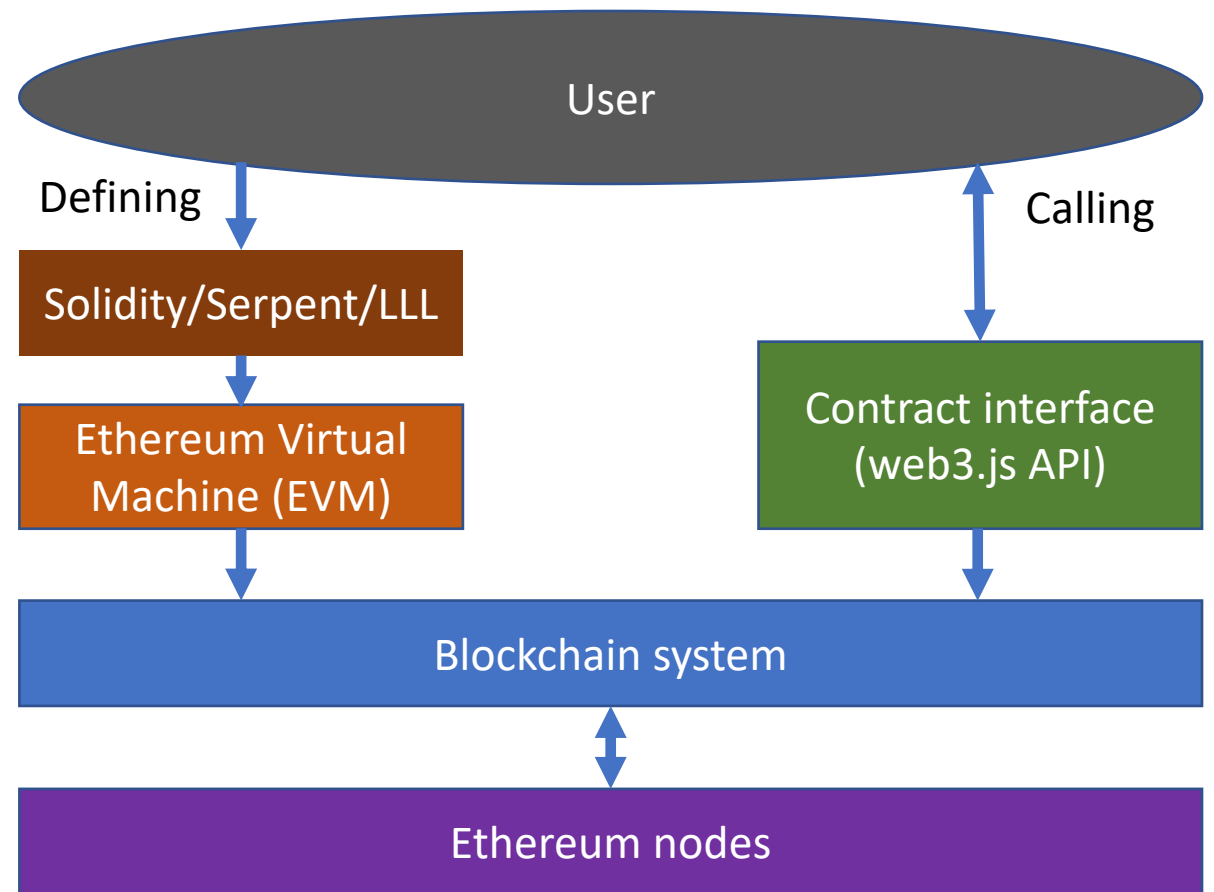 User
Defining
Calling
Solidity/Serpent/LLL
Ethereum Virtual
Machine (EVM)
Contract interface
(web3.js API)
Blockchain system
Ethereum nodes